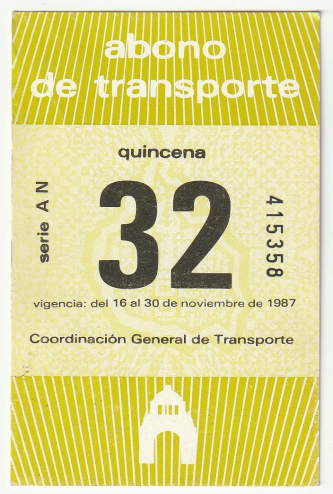 abono
de transporte
quincena
serie AN
32
415358
vigencia: del 16 al 30 de noviembre de 1987
Coordinación General de Transporte